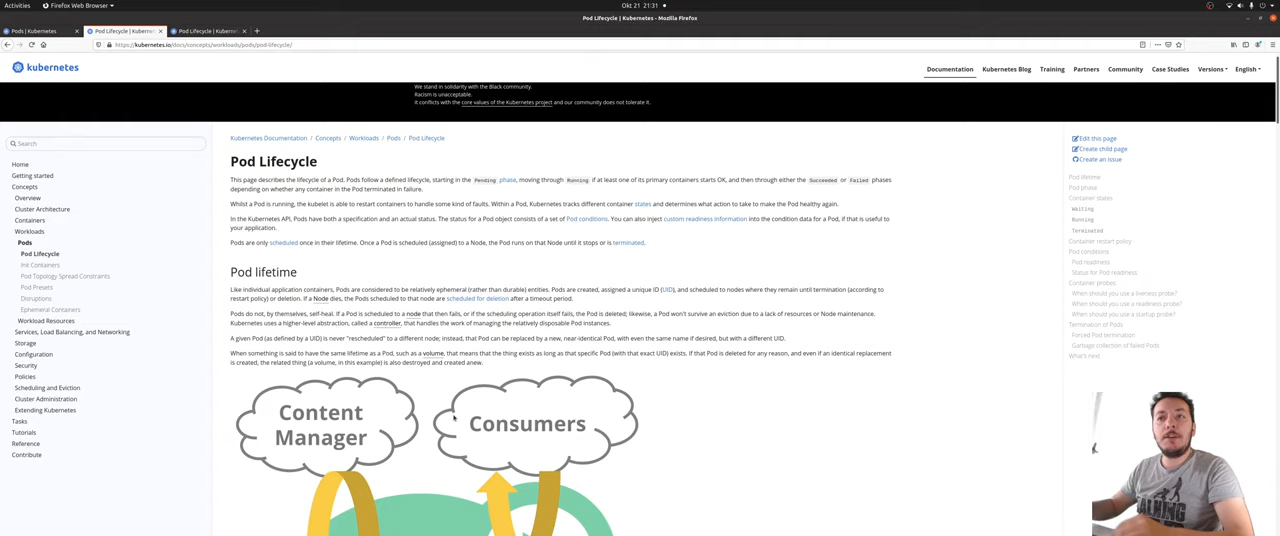 Activities
Firefox Web Browser
Okt 21 21:31
Pod Lifecycle | Kubernetes - Mozilla Firefox
Pods | Kubernetes
Pod Lifecycle | Kubernet
Pod Lifecycle | Kubernet
https://kubernetes.io/docs/concepts/workloads/pods/pod-lifecycle/
kubernetes
Documentation
Kubernetes Blog
Training
Partners
Community
Case Studies
Versions
English
We stand in solidarity with the Black community.
Racism is unacceptable.
It conflicts with the core values of the Kubernetes project and our community does not tolerate it.
Search
Home
Getting started
Concepts
Overview
Cluster Architecture
Containers
Workloads
Pods
Pod Lifecycle
Init Containers
Pod Topology Spread Constraints
Pod Presets
Disruptions
Ephemeral Containers
Workload Resources
Services, Load Balancing, and Networking
Storage
Configuration
Security
Policies
Scheduling and Eviction
Cluster Administration
Extending Kubernetes
Tasks
Tutorials
Reference
Contribute
Kubernetes Documentation / Concepts / Workloads / Pods / Pod Lifecycle
Pod Lifecycle
This page describes the lifecycle of a Pod. Pods follow a defined lifecycle, starting in the Pending phase, moving through Running if at least one of its primary containers starts OK, and then through either the Succeeded or Failed phases
depending on whether any container in the Pod terminated in failure.
Whilst a Pod is running, the kubelet is able to restart containers to handle some kind of faults. Within a Pod, Kubernetes tracks different container states and determines what action to take to make the Pod healthy again.
In the Kubernetes API, Pods have both a specification and an actual status. The status for a Pod object consists of a set of Pod conditions. You can also inject custom readiness information into the condition data for a Pod, if that is useful to
your application.
Pods are only scheduled once in their lifetime. Once a Pod is scheduled (assigned) to a Node, the Pod runs on that Node until it stops or is terminated.
Pod lifetime
Like individual application containers, Pods are considered to be relatively ephemeral (rather than durable) entities. Pods are created, assigned a unique ID (UID), and scheduled to nodes where they remain until termination (according to
restart policy) or deletion. If a Node dies, the Pods scheduled to that node are scheduled for deletion after a timeout period.
Pods do not, by themselves, self-heal. If a Pod is scheduled to a node that then fails, or if the scheduling operation itself fails, the Pod is deleted; likewise, a Pod won't survive an eviction due to a lack of resources or Node maintenance.
Kubernetes uses a higher-level abstraction, called a controller, that handles the work of managing the relatively disposable Pod instances.
A given Pod (as defined by a UID) is never "rescheduled" to a different node; instead, that Pod can be replaced by a new, near-identical Pod, with even the same name if desired, but with a different UID.
When something is said to have the same lifetime as a Pod, such as a volume, that means that the thing exists as long as that specific Pod (with that exact UID) exists. If that Pod is deleted for any reason, and even if an identical replacement
is created, the related thing (a volume, in this example) is also destroyed and created anew.
Content
Manager
Consumers
Edit this page
Create child page
Create an issue
Pod lifetime
Pod phase
Container states
Waiting
Running
Terminated
Container restart policy
Pod conditions
Pod readiness
Status for Pod readiness
Container probes
When should you use a liveness probe?
When should you use a readiness probe?
When should you use a startup probe?
Termination of Pods
Forced Pod termination
Garbage collection of failed Pods
What's next